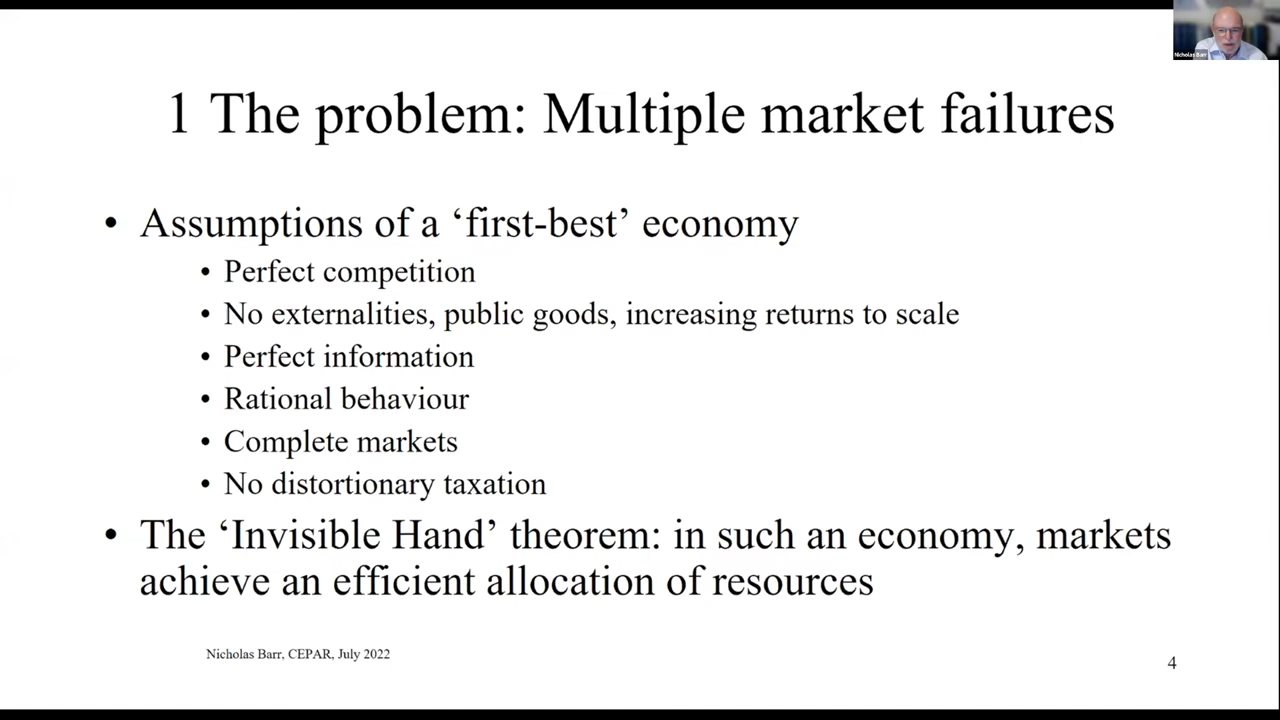 Nicholas Barr
1 The problem: Multiple market failures
• Assumptions of a ‘first-best’ economy
• Perfect competition
• No externalities, public goods, increasing returns to scale
• Perfect information
• Rational behaviour
• Complete markets
• No distortionary taxation
• The ‘Invisible Hand’ theorem: in such an economy, markets
achieve an efficient allocation of resources
Nicholas Barr, CEPAR, July 2022
4